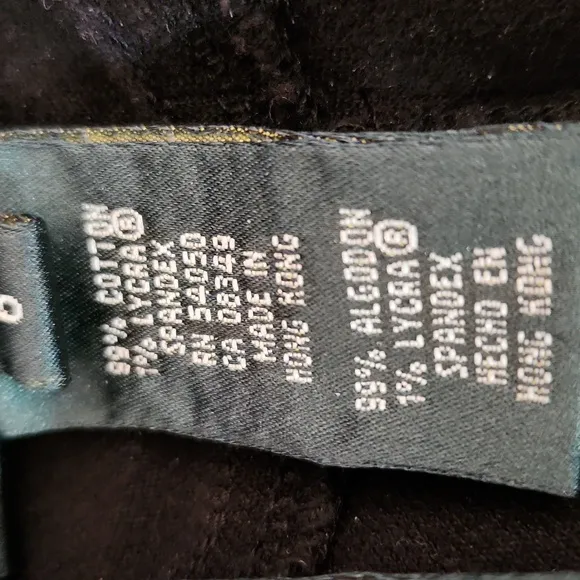 99% COTTON
1% LYCRA®
SPANDEX
RN 54050
CA 08349
MADE IN
HONG KONG
99% ALGODON
1% LYCRA®
SPANDEX
HECHO EN
HONG KONG